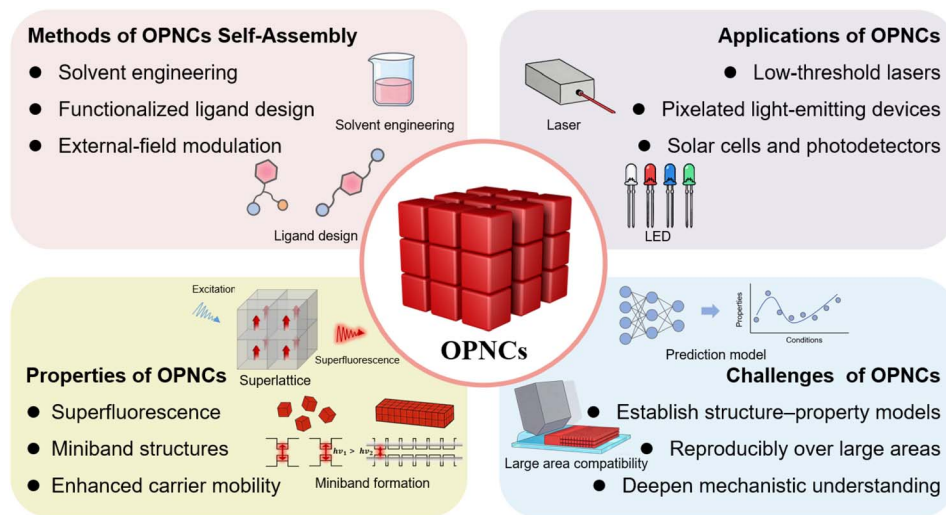 Methods of OPNCs Self-Assembly
● Solvent engineering
● Functionalized ligand design
● External-field modulation
Solvent engineering
Ligand design
Applications of OPNCs
● Low-threshold lasers
● Pixelated light-emitting devices
● Solar cells and photodetectors
Laser
LED
OPNCs
Excitation
Superfluorescence
Superlattice
Properties of OPNCs
● Superfluorescence
● Miniband structures
● Enhanced carrier mobility
hν₁ > hν₂
Miniband formation
Properties
Conditions
Prediction model
Challenges of OPNCs
● Establish structure–property models
● Reproducibly over large areas
● Deepen mechanistic understanding
Large area compatibility